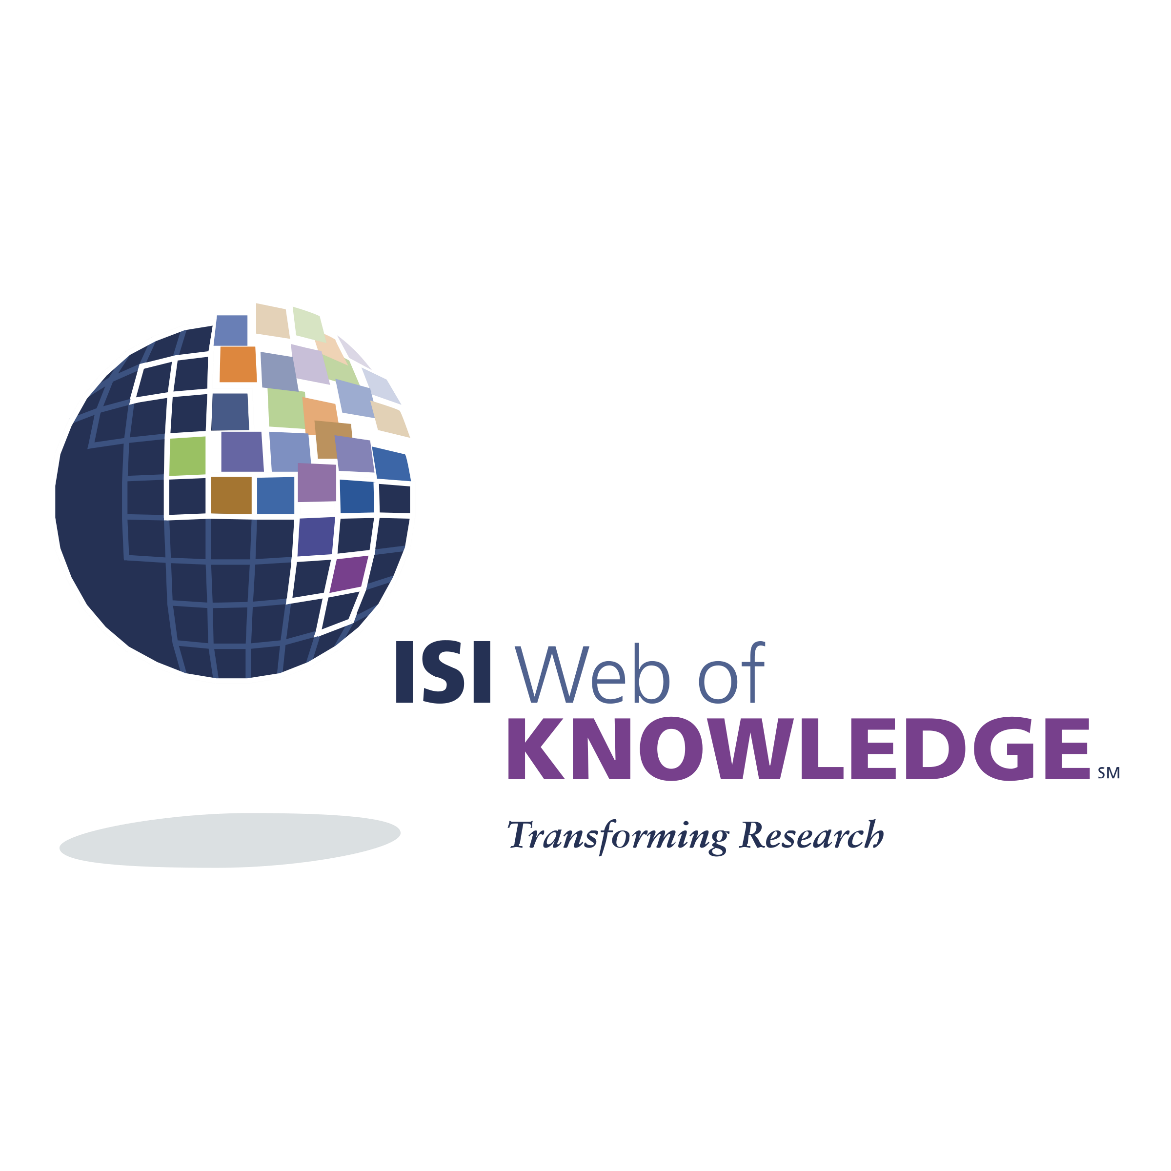 ISI Web of
KNOWLEDGE SM
Transforming Research